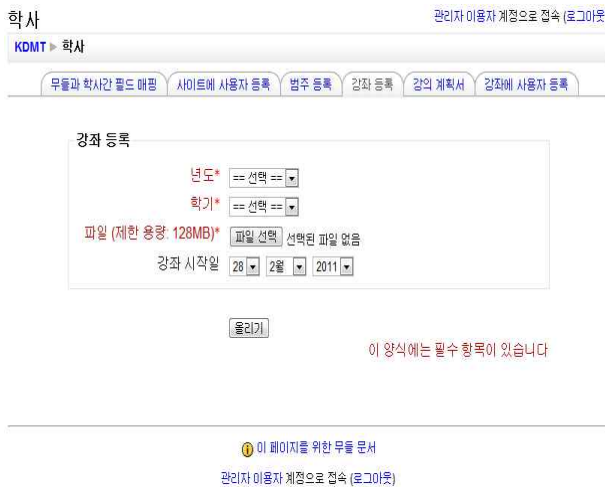 학사
관리자 이용자 계정으로 접속 (로그아웃
KDMT ▶ 학사
무들과 학사간 필드 매핑 사이트에 사용자 등록 범주 등록 강좌 등록 강의 계획서 강좌에 사용자 등록
강좌 등록
년도* == 선택 ==
학기* == 선택 ==
파일 (제한 용량: 128MB)* 파일 선택 선택된 파일 없음
강좌 시작일 28 2월 2011
올리기
이 양식에는 필수 항목이 있습니다
이 페이지를 위한 무들 문서
관리자 이용자 계정으로 접속 (로그아웃)